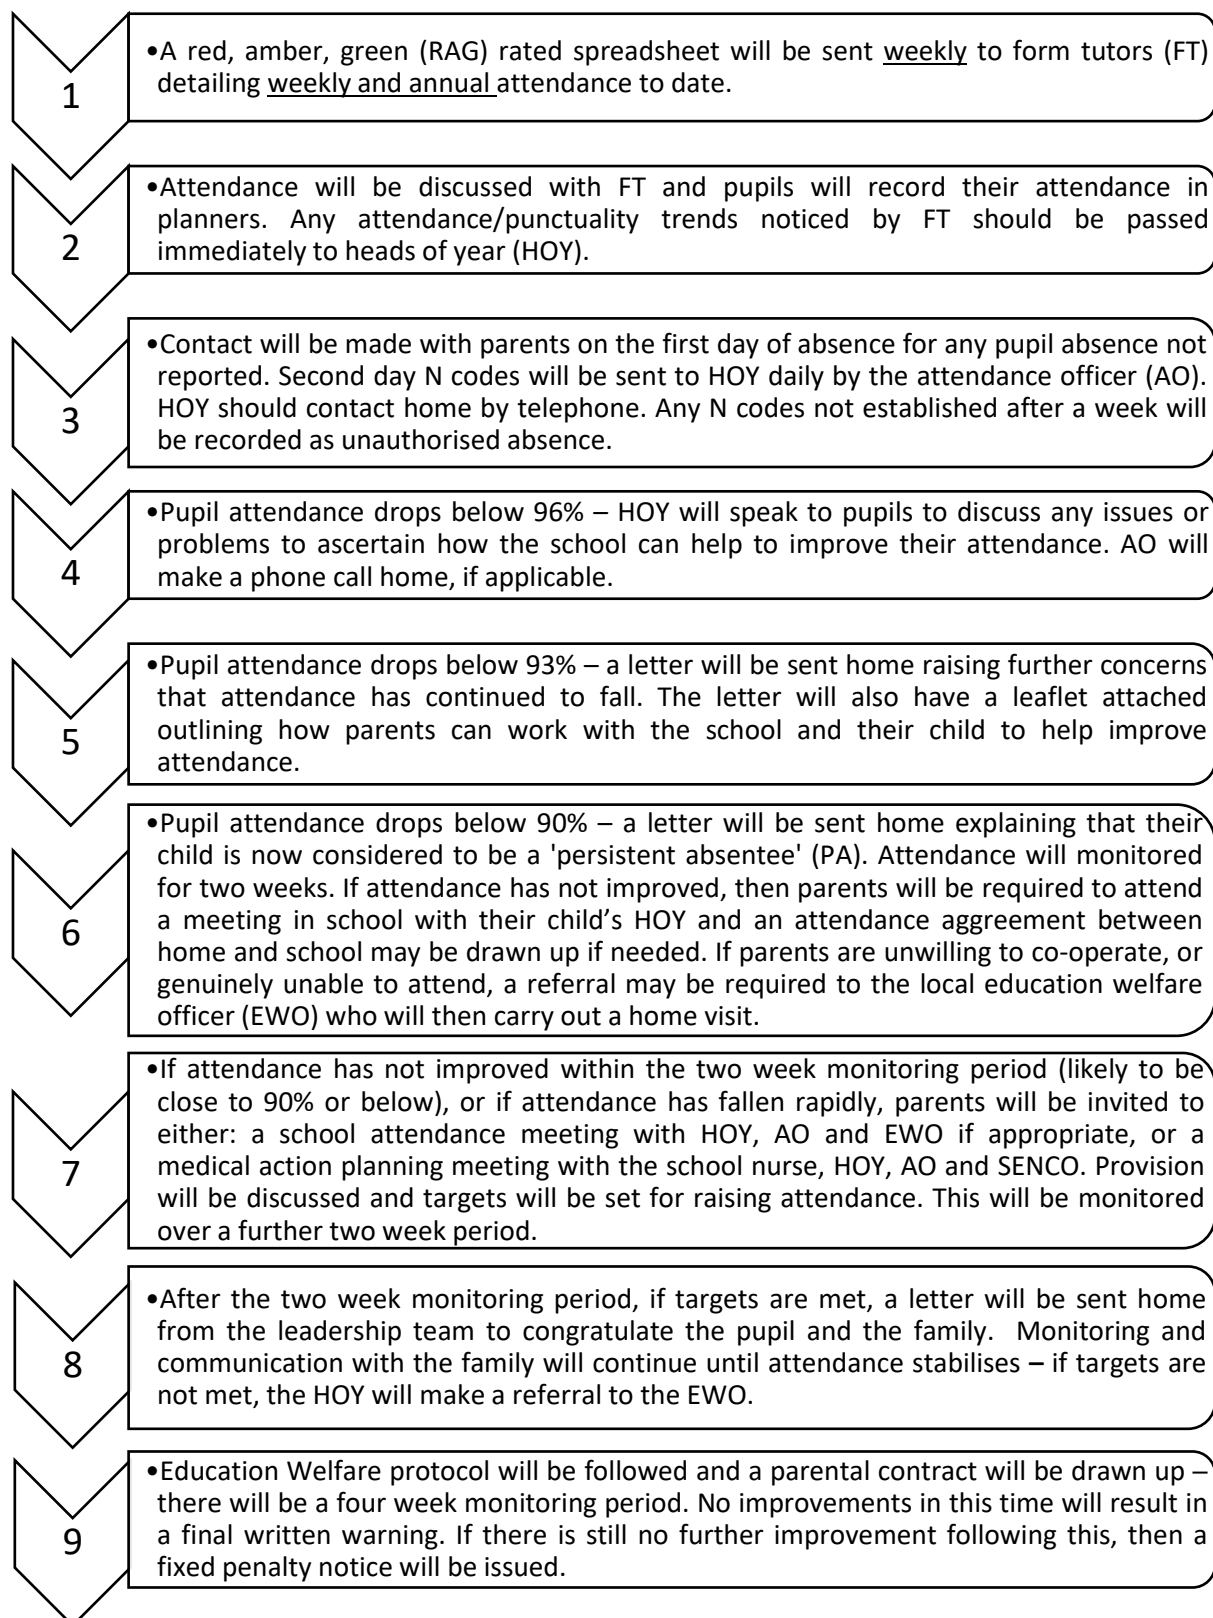 1
•A red, amber, green (RAG) rated spreadsheet will be sent weekly to form tutors (FT)
detailing weekly and annual attendance to date.
2
•Attendance will be discussed with FT and pupils will record their attendance in
planners. Any attendance/punctuality trends noticed by FT should be passed
immediately to heads of year (HOY).
3
•Contact will be made with parents on the first day of absence for any pupil absence not
reported. Second day N codes will be sent to HOY daily by the attendance officer (AO).
HOY should contact home by telephone. Any N codes not established after a week will
be recorded as unauthorised absence.
4
•Pupil attendance drops below 96% – HOY will speak to pupils to discuss any issues or
problems to ascertain how the school can help to improve their attendance. AO will
make a phone call home, if applicable.
5
•Pupil attendance drops below 93% – a letter will be sent home raising further concerns
that attendance has continued to fall. The letter will also have a leaflet attached
outlining how parents can work with the school and their child to help improve
attendance.
6
•Pupil attendance drops below 90% – a letter will be sent home explaining that their
child is now considered to be a 'persistent absentee' (PA). Attendance will monitored
for two weeks. If attendance has not improved, then parents will be required to attend
a meeting in school with their child’s HOY and an attendance aggreement between
home and school may be drawn up if needed. If parents are unwilling to co-operate, or
genuinely unable to attend, a referral may be required to the local education welfare
officer (EWO) who will then carry out a home visit.
7
•If attendance has not improved within the two week monitoring period (likely to be
close to 90% or below), or if attendance has fallen rapidly, parents will be invited to
either: a school attendance meeting with HOY, AO and EWO if appropriate, or a
medical action planning meeting with the school nurse, HOY, AO and SENCO. Provision
will be discussed and targets will be set for raising attendance. This will be monitored
over a further two week period.
8
•After the two week monitoring period, if targets are met, a letter will be sent home
from the leadership team to congratulate the pupil and the family. Monitoring and
communication with the family will continue until attendance stabilises – if targets are
not met, the HOY will make a referral to the EWO.
9
•Education Welfare protocol will be followed and a parental contract will be drawn up –
there will be a four week monitoring period. No improvements in this time will result in
a final written warning. If there is still no further improvement following this, then a
fixed penalty notice will be issued.